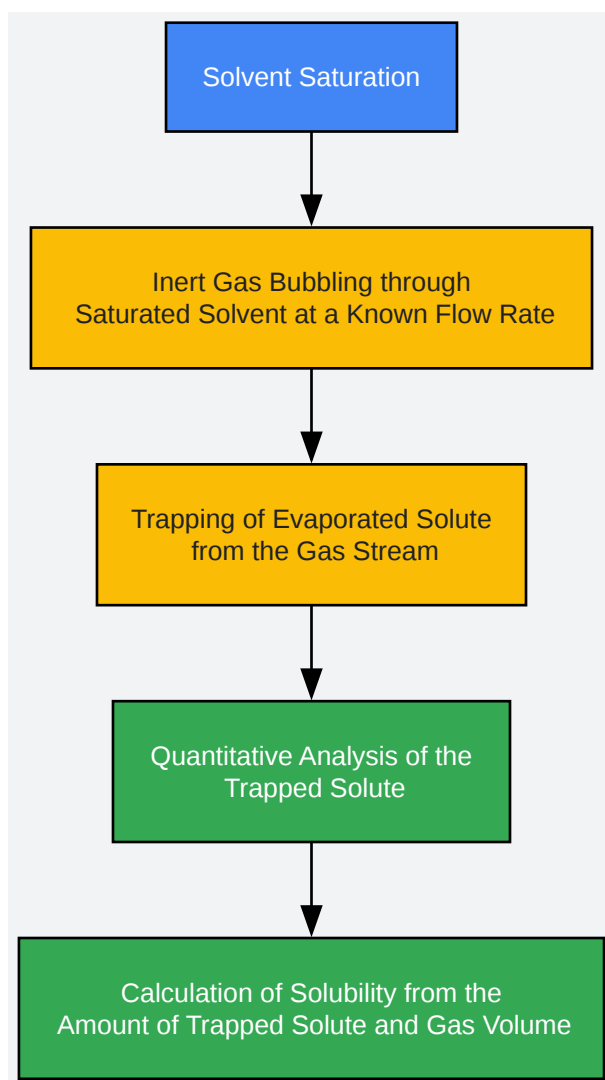 Solvent Saturation
Inert Gas Bubbling through
Saturated Solvent at a Known Flow Rate
Trapping of Evaporated Solute
from the Gas Stream
Quantitative Analysis of the
Trapped Solute
Calculation of Solubility from the
Amount of Trapped Solute and Gas Volume